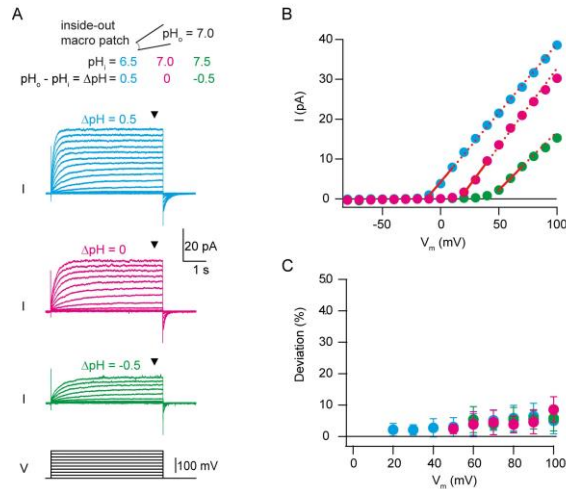 A
inside-out
macro patch
pHo = 7.0
pHi = 6.5 7.0 7.5
pHo - pHi = ΔpH = 0.5 0 -0.5
ΔpH = 0.5
I
20 pA
1 s
ΔpH = 0
I
ΔpH = -0.5
I
V
100 mV
B
I (pA)
40
30
20
10
0
-50 0 50 100
Vm (mV)
C
Deviation (%)
50
40
30
20
10
0
0 20 40 60 80 100
Vm (mV)